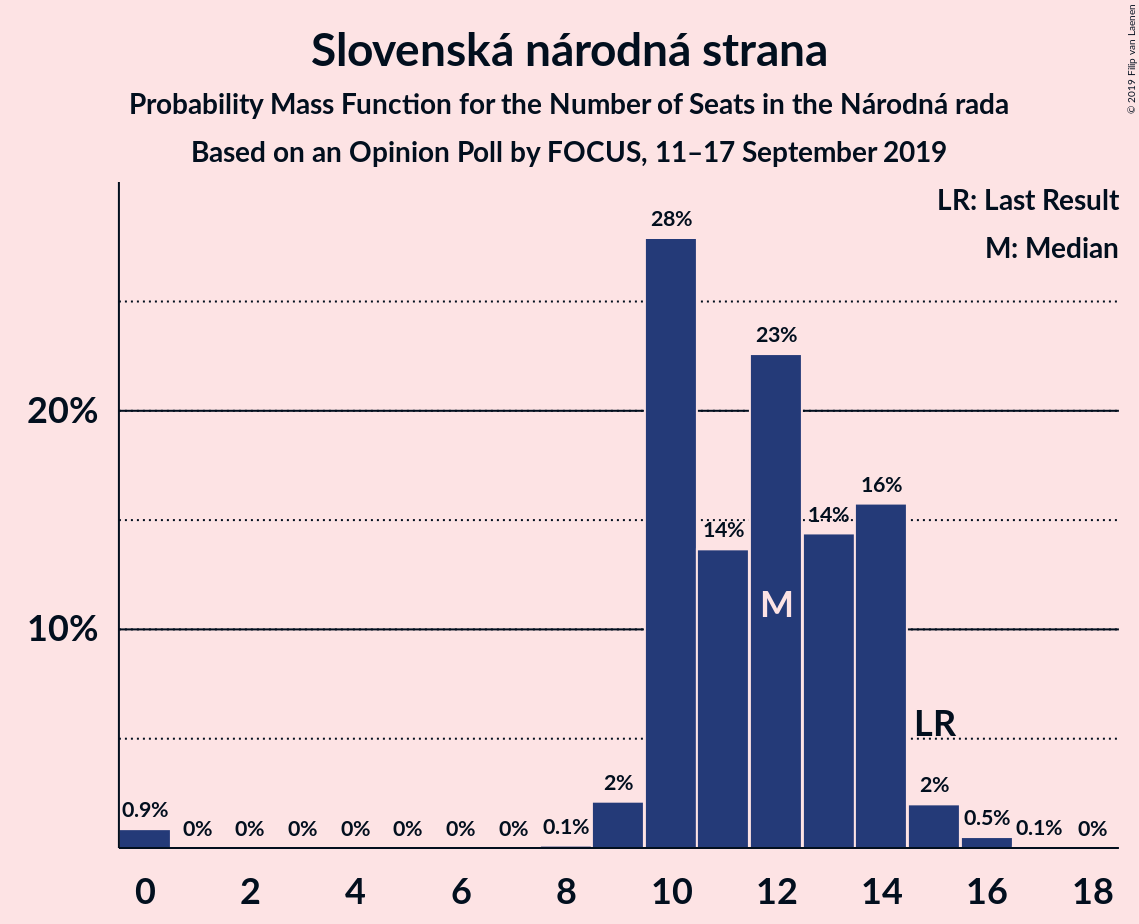 Slovenská národná strana
Probability Mass Function for the Number of Seats in the Národná rada
Based on an Opinion Poll by FOCUS, 11–17 September 2019
© 2019 Filip van Laenen
LR: Last Result
M: Median
28%
23%
20%
16%
14%
14%
M
10%
LR
2%
2%
0.9%
0%
0%
0%
0%
0%
0%
0%
0.1%
0.5%
0.1%
0%
0 2 4 6 8 10 12 14 16 18